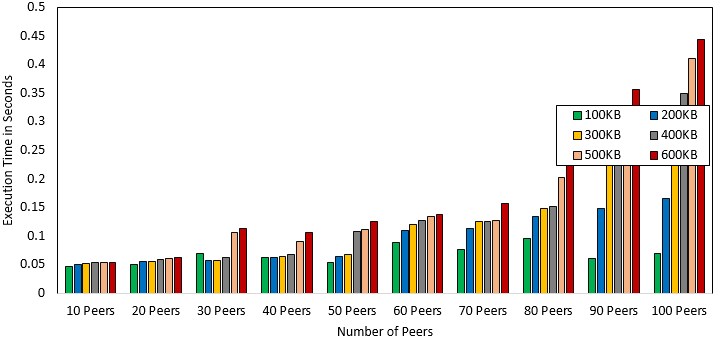 Execution Time in Seconds
0.5
0.45
0.4
0.35
0.3
0.25
0.2
0.15
0.1
0.05
0
100KB 200KB
300KB 400KB
500KB 600KB
10 Peers 20 Peers 30 Peers 40 Peers 50 Peers 60 Peers 70 Peers 80 Peers 90 Peers 100 Peers
Number of Peers